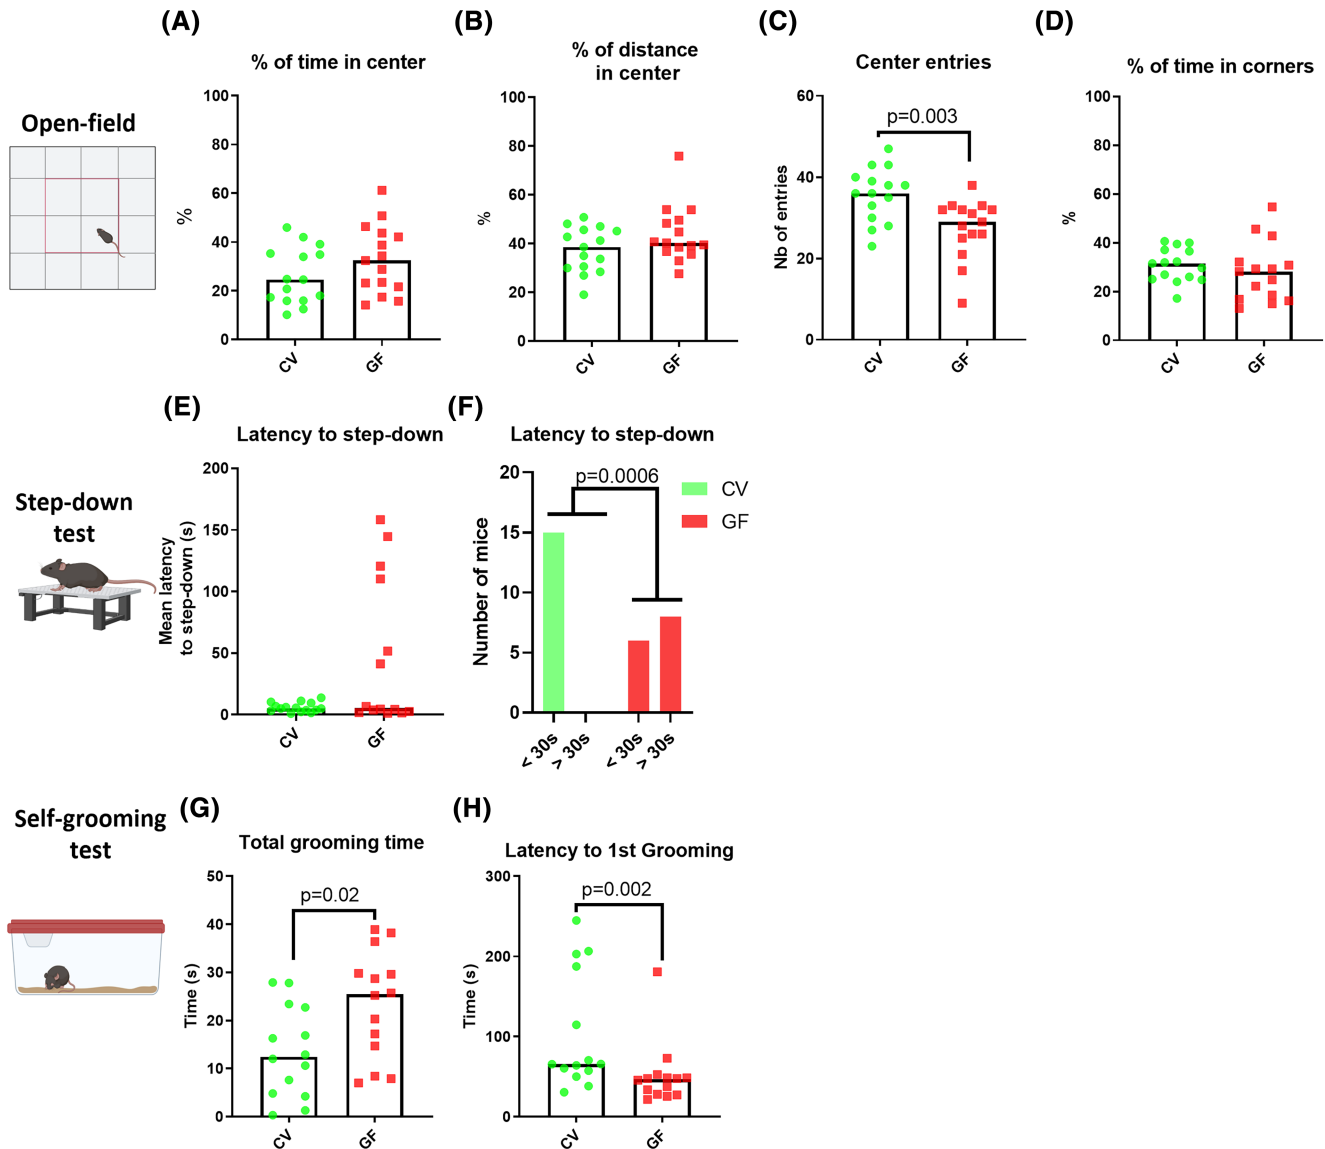 (A)
(B)
(C)
(D)
% of time in center
% of distance
in center
Center entries
% of time in corners
Open-field
100
80
60
40
20
0
%
CV
GF
100
80
60
40
20
0
%
CV
GF
60
40
20
0
Nb of entries
p=0.003
CV
GF
100
80
60
40
20
0
%
CV
GF
(E)
(F)
Latency to step-down
Latency to step-down
Step-down
test
200
150
100
50
0
Mean latency
to step-down (s)
CV
GF
20
15
10
5
0
Number of mice
p=0.0006
CV
GF
< 30s
> 30s
< 30s
> 30s
Self-grooming
test
(G)
(H)
Total grooming time
Latency to 1st Grooming
50
40
30
20
10
0
Time (s)
p=0.02
CV
GF
300
200
100
0
Time (s)
p=0.002
CV
GF